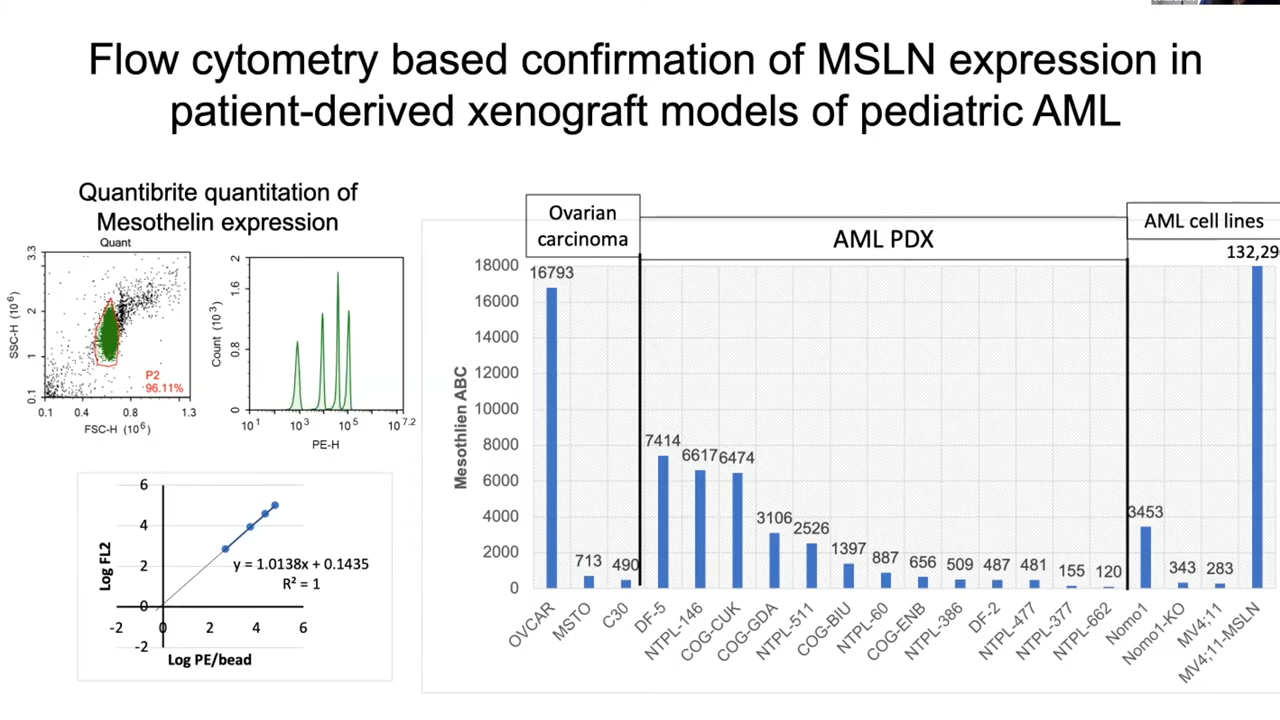 Flow cytometry based confirmation of MSLN expression in
patient-derived xenograft models of pediatric AML
Quantibrite quantitation of
Mesothelin expression
Quant
3.3
2
1
0.1
SSC-H (10⁶)
P2
96.11%
0.1 0.4 0.8 1.3
FSC-H (10⁶)
2
1.6
0.8
0
Count (10³)
10¹ 10³ 10⁵ 10⁷·²
PE-H
6
4
2
0
-2
Log FL2
y = 1.0138x + 0.1435
R² = 1
-2 0 2 4 6
Log PE/bead
Ovarian
carcinoma
AML PDX
AML cell lines
Mesothlien ABC
18000
16000
14000
12000
10000
8000
6000
4000
2000
0
16793
713
490
7414
6617
6474
3106
2526
1397
887
656
509
487
481
155
120
3453
343
283
132,29
OVCAR
MSTO
C30
DF-5
NTPL-146
COG-CUK
COG-GDA
NTPL-511
COG-BIU
NTPL-60
COG-ENB
NTPL-386
DF-2
NTPL-477
NTPL-377
NTPL-662
Nomo1
Nomo1-KO
MV4;11
MV4;11-MSLN